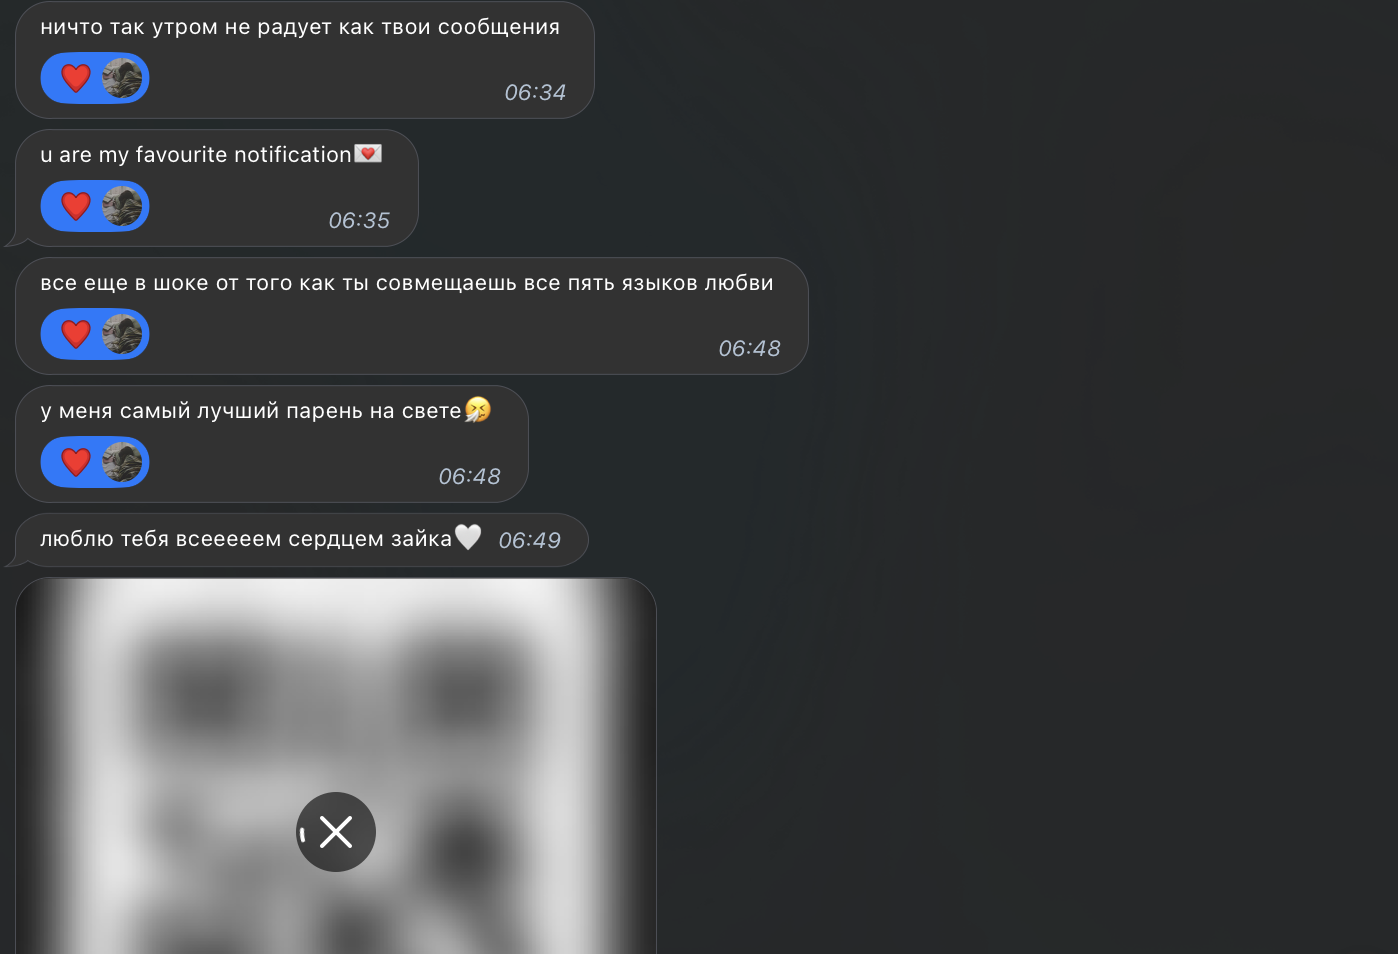 ничто так утром не радует как твои сообщения
06:34
u are my favourite notification💌
06:35
все еще в шоке от того как ты совмещаешь все пять языков любви
06:48
у меня самый лучший парень на свете🤧
06:48
люблю тебя всееееем сердцем зайка🤍 06:49